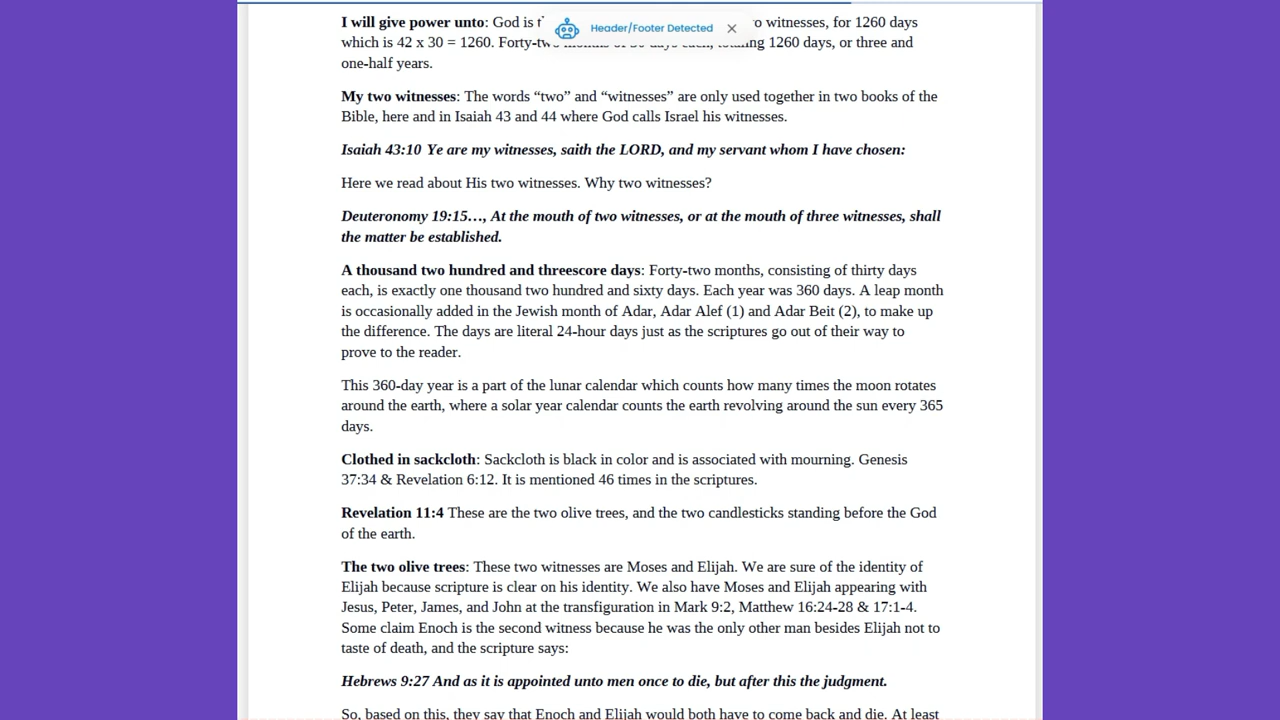 I will give power unto: God is
Header/Footer Detected
witnesses, for 1260 days
which is 42 x 30 = 1260. Forty-two months of 30 days each, totaling 1260 days, or three and
one-half years.
My two witnesses: The words “two” and “witnesses” are only used together in two books of the
Bible, here and in Isaiah 43 and 44 where God calls Israel his witnesses.
Isaiah 43:10 Ye are my witnesses, saith the LORD, and my servant whom I have chosen:
Here we read about His two witnesses. Why two witnesses?
Deuteronomy 19:15…, At the mouth of two witnesses, or at the mouth of three witnesses, shall
the matter be established.
A thousand two hundred and threescore days: Forty-two months, consisting of thirty days
each, is exactly one thousand two hundred and sixty days. Each year was 360 days. A leap month
is occasionally added in the Jewish month of Adar, Adar Alef (1) and Adar Beit (2), to make up
the difference. The days are literal 24-hour days just as the scriptures go out of their way to
prove to the reader.
This 360-day year is a part of the lunar calendar which counts how many times the moon rotates
around the earth, where a solar year calendar counts the earth revolving around the sun every 365
days.
Clothed in sackcloth: Sackcloth is black in color and is associated with mourning. Genesis
37:34 & Revelation 6:12. It is mentioned 46 times in the scriptures.
Revelation 11:4 These are the two olive trees, and the two candlesticks standing before the God
of the earth.
The two olive trees: These two witnesses are Moses and Elijah. We are sure of the identity of
Elijah because scripture is clear on his identity. We also have Moses and Elijah appearing with
Jesus, Peter, James, and John at the transfiguration in Mark 9:2, Matthew 16:24-28 & 17:1-4.
Some claim Enoch is the second witness because he was the only other man besides Elijah not to
taste of death, and the scripture says:
Hebrews 9:27 And as it is appointed unto men once to die, but after this the judgment.
So, based on this, they say that Enoch and Elijah would both have to come back and die. At least